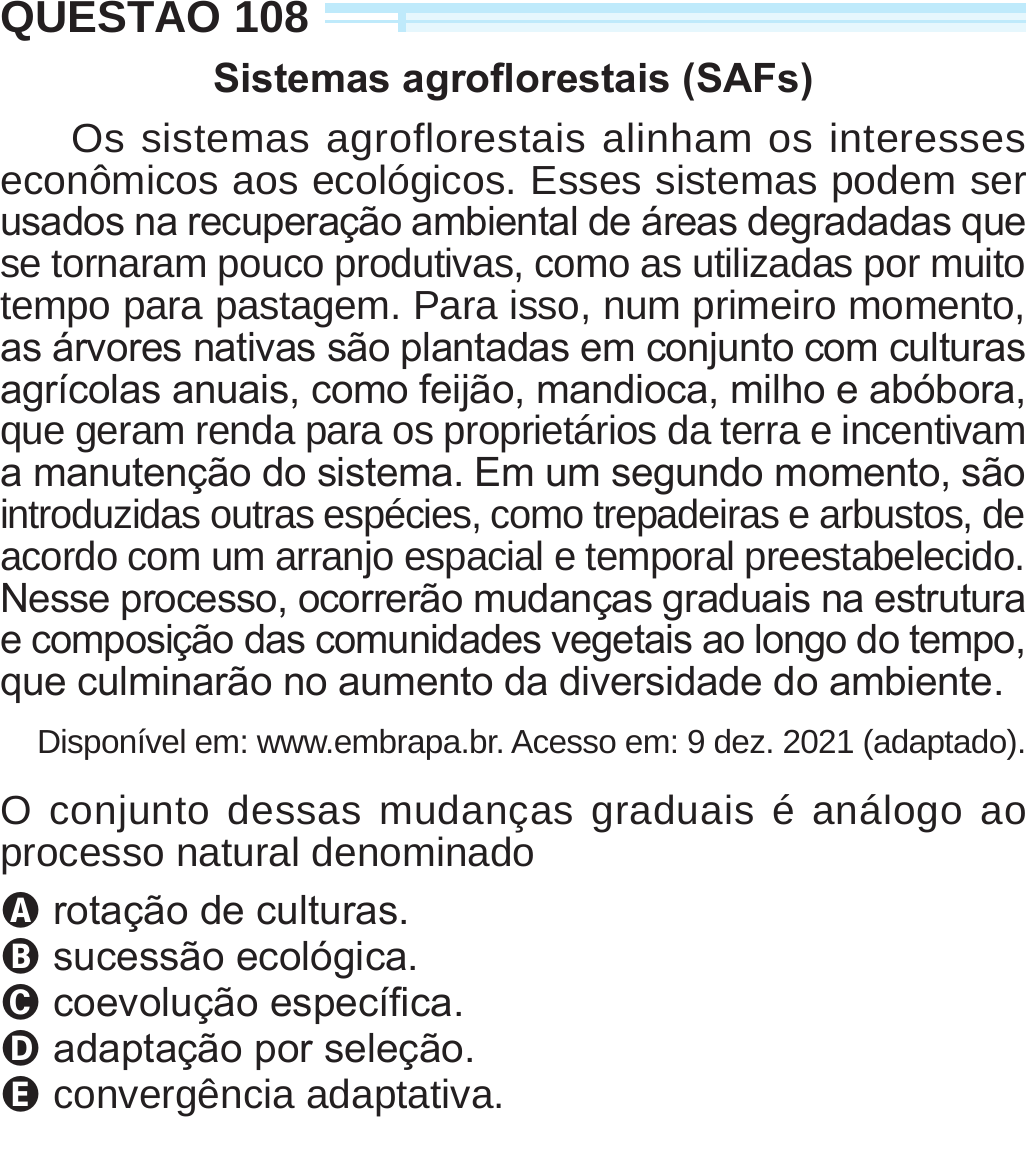 QUESTÃO 108
Sistemas agroflorestais (SAFs)
Os sistemas agroflorestais alinham os interesses
econômicos aos ecológicos. Esses sistemas podem ser
usados na recuperação ambiental de áreas degradadas que
se tornaram pouco produtivas, como as utilizadas por muito
tempo para pastagem. Para isso, num primeiro momento,
as árvores nativas são plantadas em conjunto com culturas
agrícolas anuais, como feijão, mandioca, milho e abóbora,
que geram renda para os proprietários da terra e incentivam
a manutenção do sistema. Em um segundo momento, são
introduzidas outras espécies, como trepadeiras e arbustos, de
acordo com um arranjo espacial e temporal preestabelecido.
Nesse processo, ocorrerão mudanças graduais na estrutura
e composição das comunidades vegetais ao longo do tempo,
que culminarão no aumento da diversidade do ambiente.
Disponível em: www.embrapa.br. Acesso em: 9 dez. 2021 (adaptado).
O conjunto dessas mudanças graduais é análogo ao
processo natural denominado
A rotação de culturas.
B sucessão ecológica.
C coevolução específica.
D adaptação por seleção.
E convergência adaptativa.